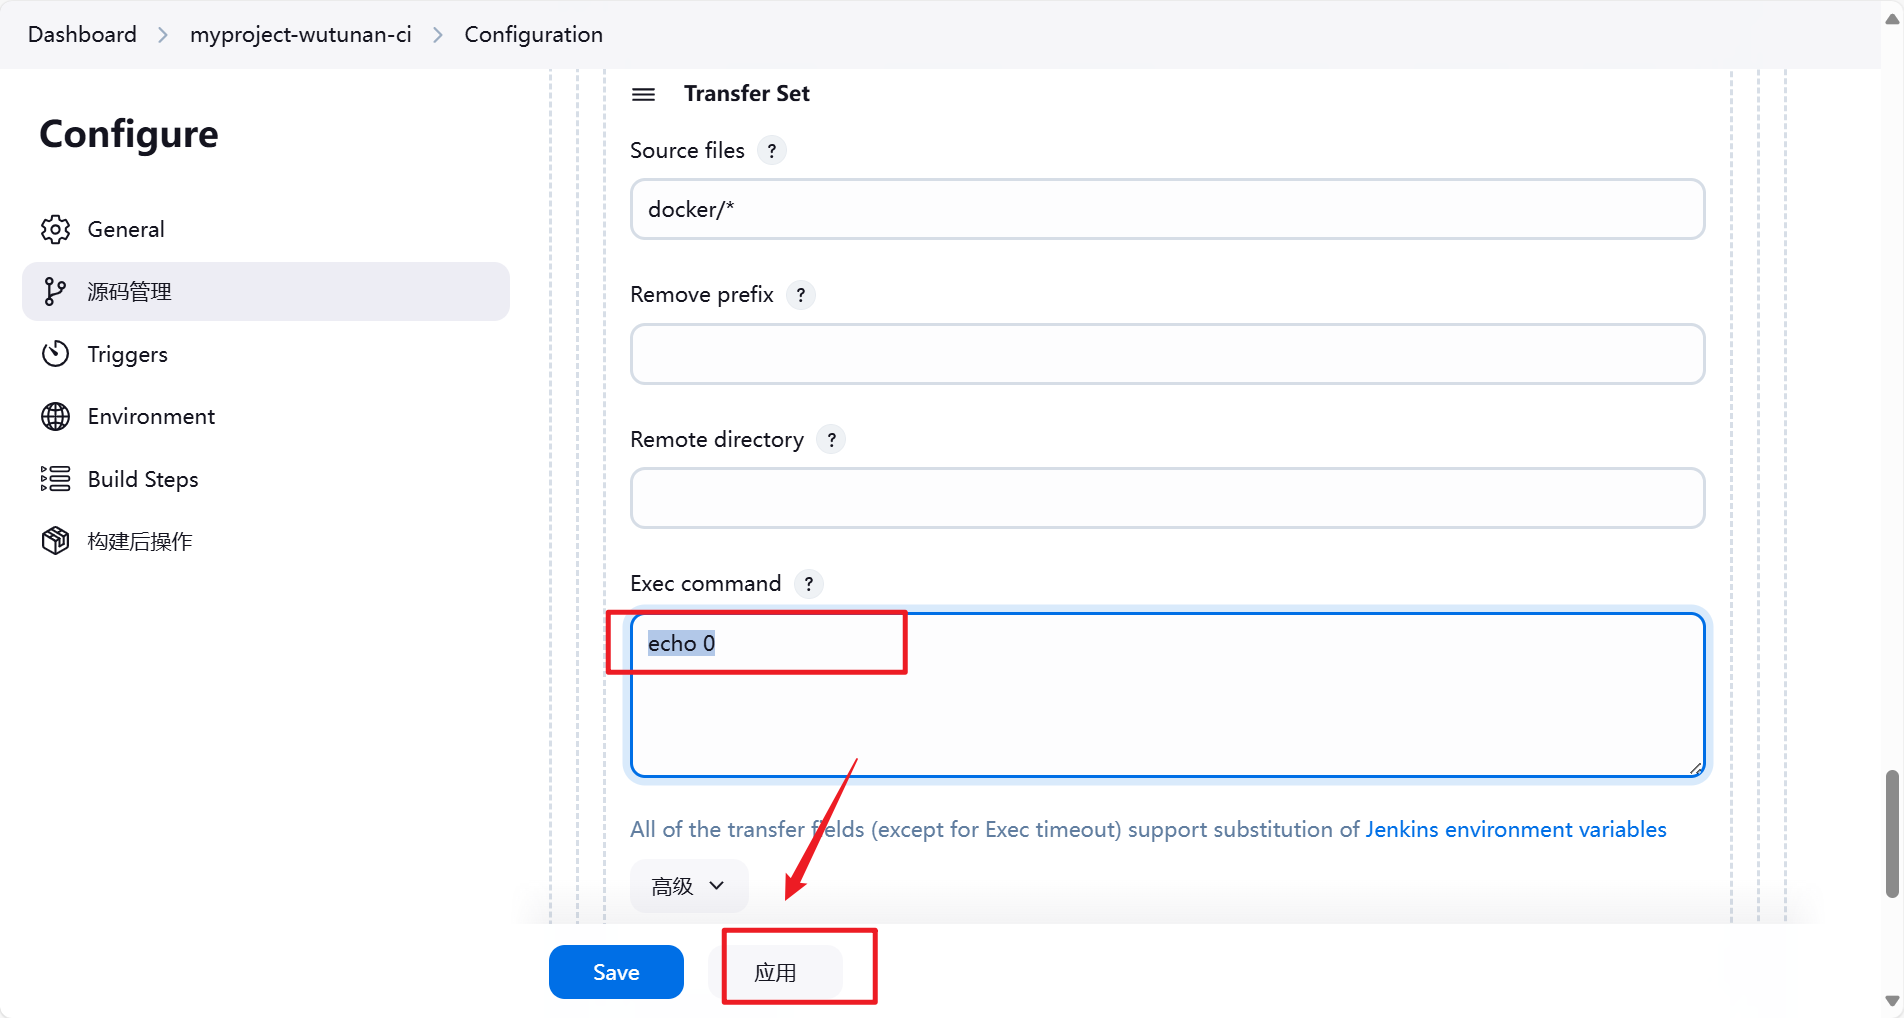 Dashboard > myproject-wutunan-ci > Configuration
Configure
General
源码管理
Triggers
Environment
Build Steps
构建后操作
Transfer Set
Source files ?
docker/*
Remove prefix ?
Remote directory ?
Exec command ?
echo 0
All of the transfer fields (except for Exec timeout) support substitution of Jenkins environment variables
高级
Save
应用